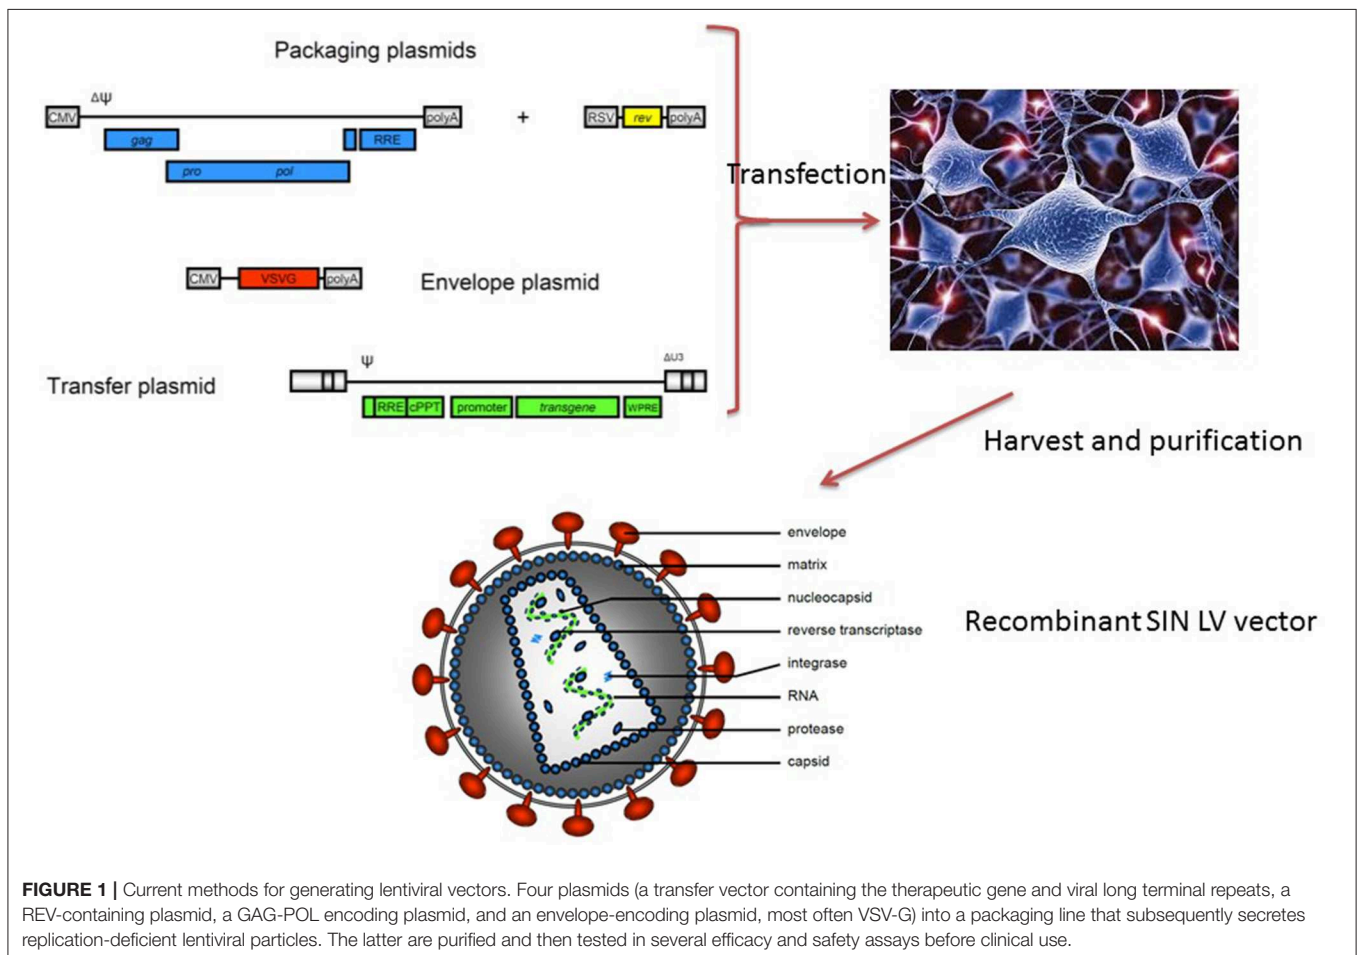 Packaging plasmids
ΔΨ
CMV
polyA
+
RSV
rev
polyA
gag
RRE
pro
pol
Transfection
CMV
VSVG
polyA
Envelope plasmid
Ψ
ΔU3
Transfer plasmid
RRE
cPPT
promoter
transgene
WPRE
Harvest and purification
envelope
matrix
nucleocapsid
reverse transcriptase
Recombinant SIN LV vector
integrase
RNA
protease
capsid
FIGURE 1 | Current methods for generating lentiviral vectors. Four plasmids (a transfer vector containing the therapeutic gene and viral long terminal repeats, a
REV-containing plasmid, a GAG-POL encoding plasmid, and an envelope-encoding plasmid, most often VSV-G) into a packaging line that subsequently secretes
replication-deficient lentiviral particles. The latter are purified and then tested in several efficacy and safety assays before clinical use.